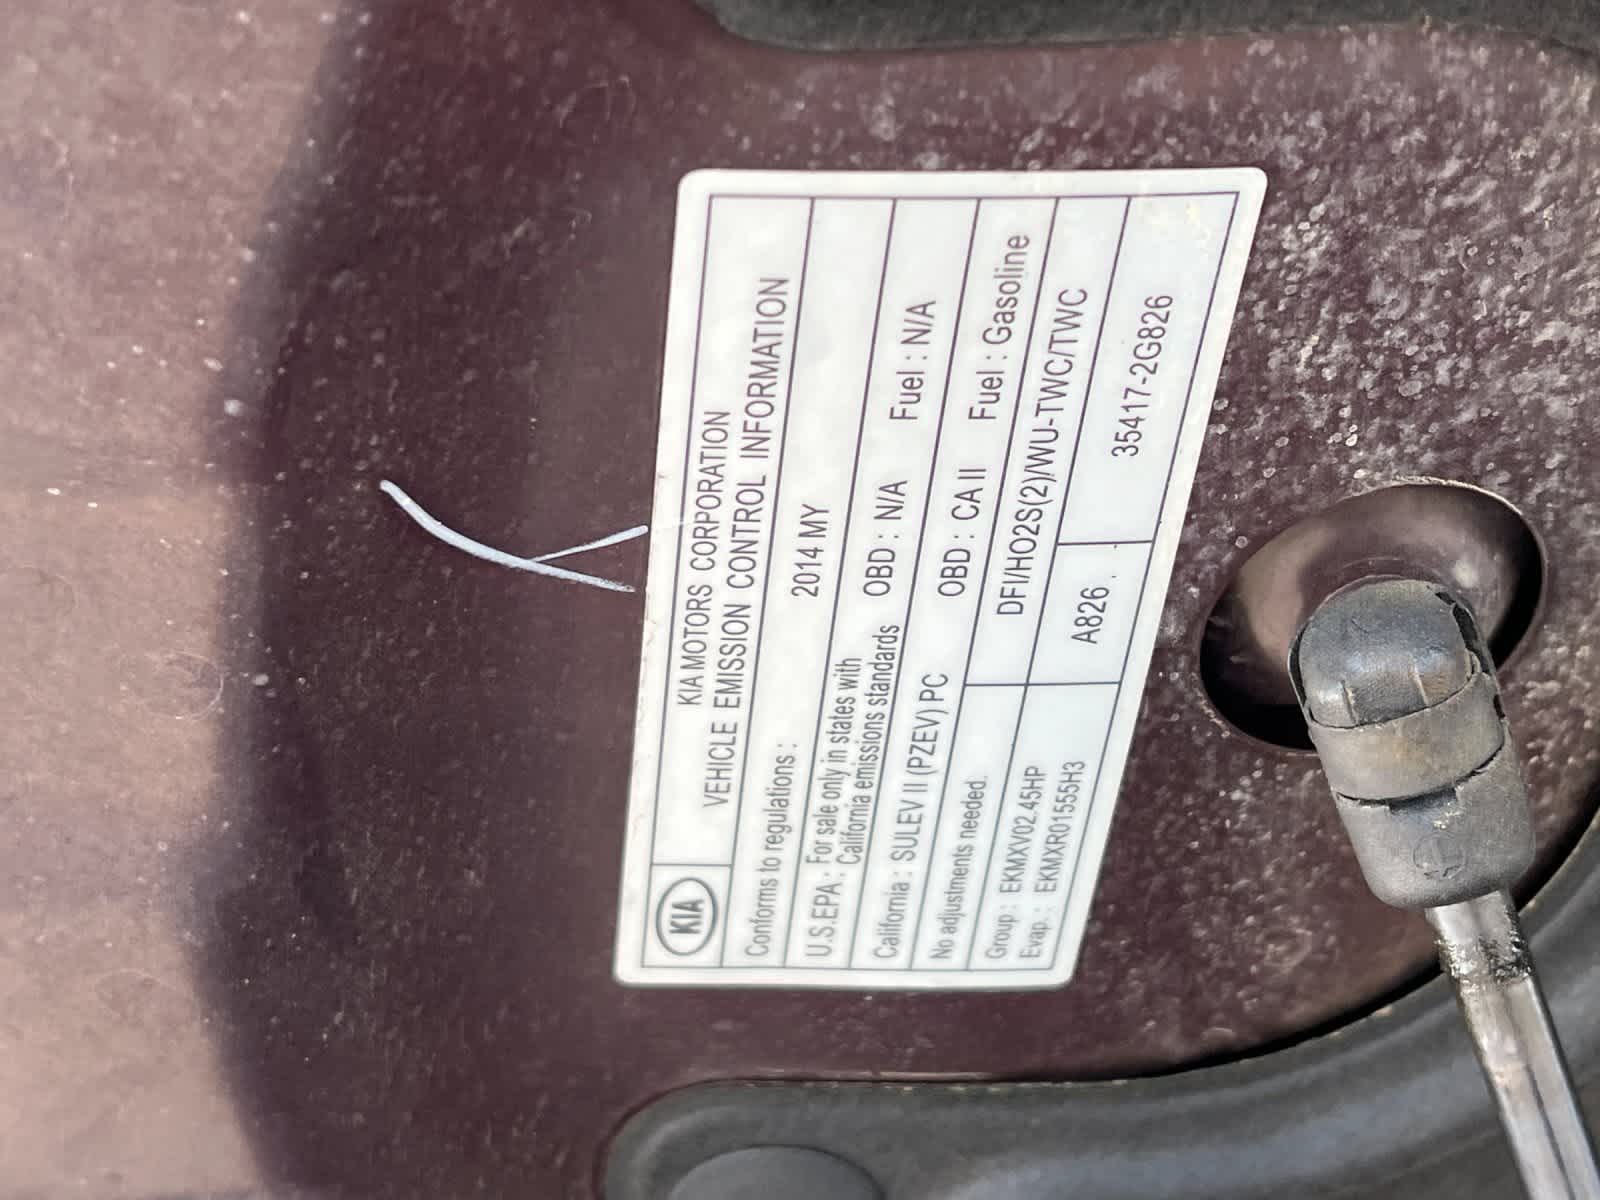 KIA
KIA MOTORS CORPORATION
VEHICLE EMISSION CONTROL INFORMATION
Conforms to regulations : 2014 MY
U.S.EPA : For sale only in states with
California emissions standards OBD : N/A Fuel : N/A
California : SULEV II (PZEV) PC OBD : CA II Fuel : Gasoline
No adjustments needed. DFI/HO2S(2)/WU-TWC/TWC
Group : EKMXV02.45HP
Evap. : EKMXR01555H3
A826 .
35417-2G826